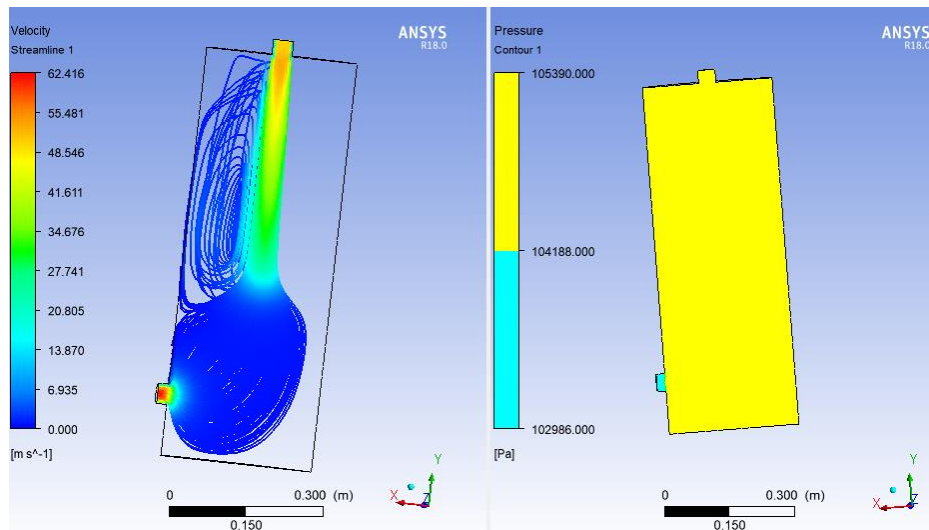 Velocity
Streamline 1
62.416
55.481
48.546
41.611
34.676
27.741
20.805
13.870
6.935
0.000
[m s^-1]
ANSYS
R18.0
0 0.300 (m)
0.150
Y
X Z
Pressure
Contour 1
105390.000
104188.000
102986.000
[Pa]
ANSYS
R18.0
0 0.300 (m)
0.150
Y
X Z